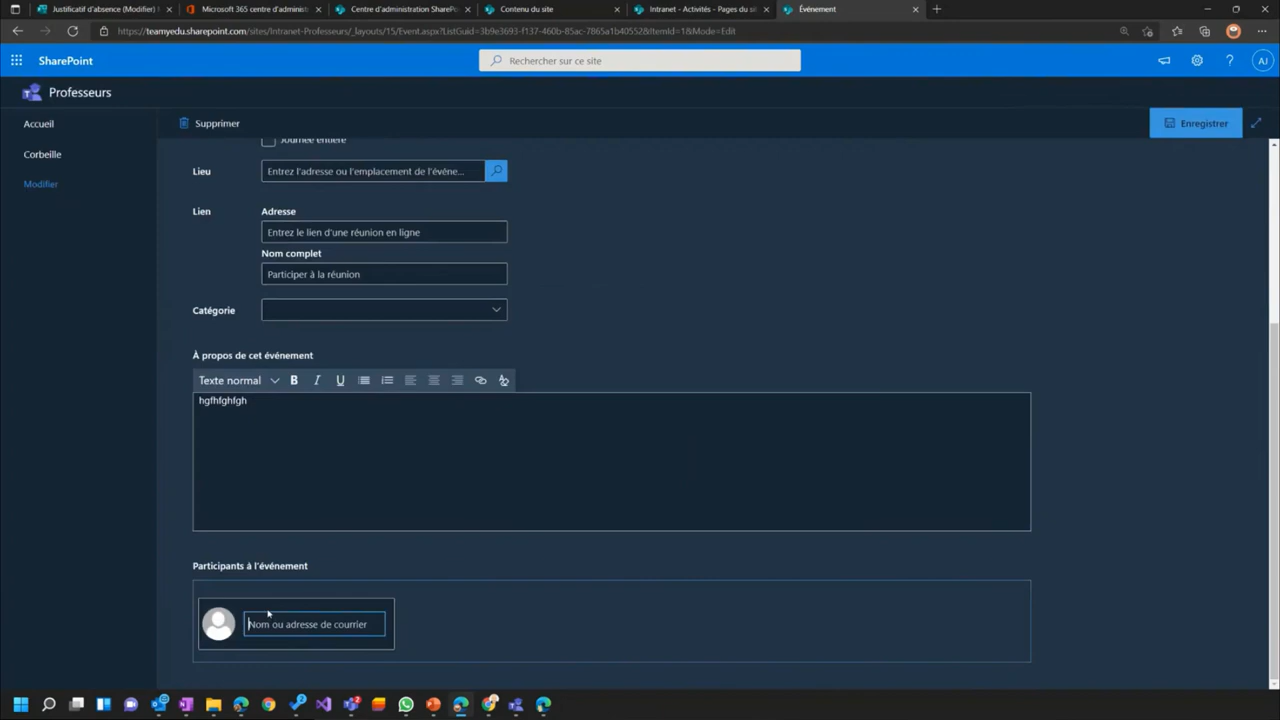 Justificatif d'absence (Modifier)
Microsoft 365 centre d'administ
Centre d'administration SharePo
Contenu du site
Intranet - Activités - Pages du si
Événement
https://teamyedu.sharepoint.com/sites/Intranet-Professeurs/_layouts/15/Event.aspx?ListGuid=3b9e3693-f137-460b-85ac-7865a1b40552&ItemId=1&Mode=Edit
SharePoint
Rechercher sur ce site
AJ
Professeurs
Accueil
Supprimer
Enregistrer
Journée entière
Corbeille
Lieu
Entrez l'adresse ou l'emplacement de l'événe...
Modifier
Lien
Adresse
Entrez le lien d'une réunion en ligne
Nom complet
Participer à la réunion
Catégorie
À propos de cet événement
Texte normal
B I U
hgfhfghfgh
Participants à l'événement
Nom ou adresse de courrier